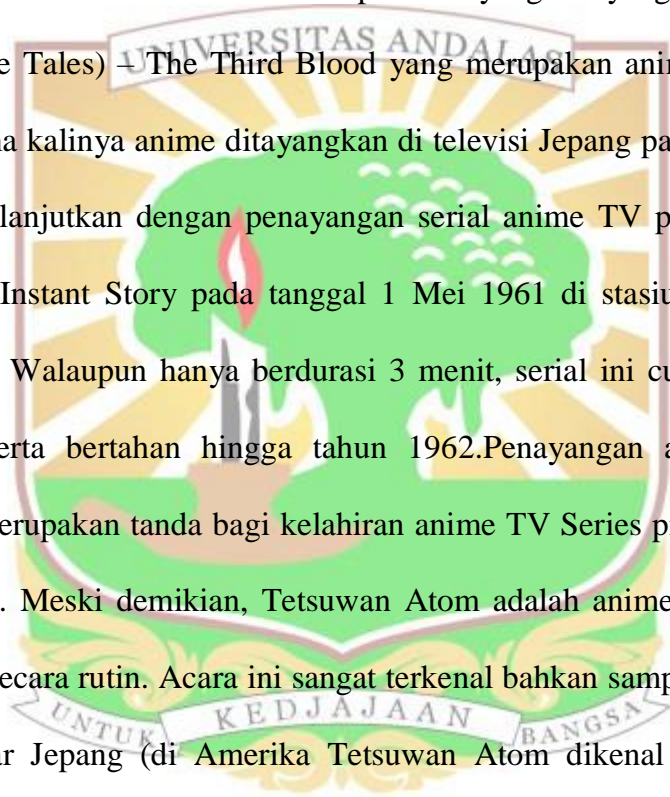 UNIVERSITAS ANDALAS
e Tales) – The Third Blood yang merupakan anin
na kalinya anime ditayangkan di televisi Jepang pa
lanjutkan dengan penayangan serial anime TV p
Instant Story pada tanggal 1 Mei 1961 di stasiu
Walaupun hanya berdurasi 3 menit, serial ini cu
erta bertahan hingga tahun 1962.Penayangan a
erupakan tanda bagi kelahiran anime TV Series p
. Meski demikian, Tetsuwan Atom adalah anime
ecara rutin. Acara ini sangat terkenal bahkan samp
UNTUK KEDJAJAAN BANGSA
ar Jepang (di Amerika Tetsuwan Atom dikenal